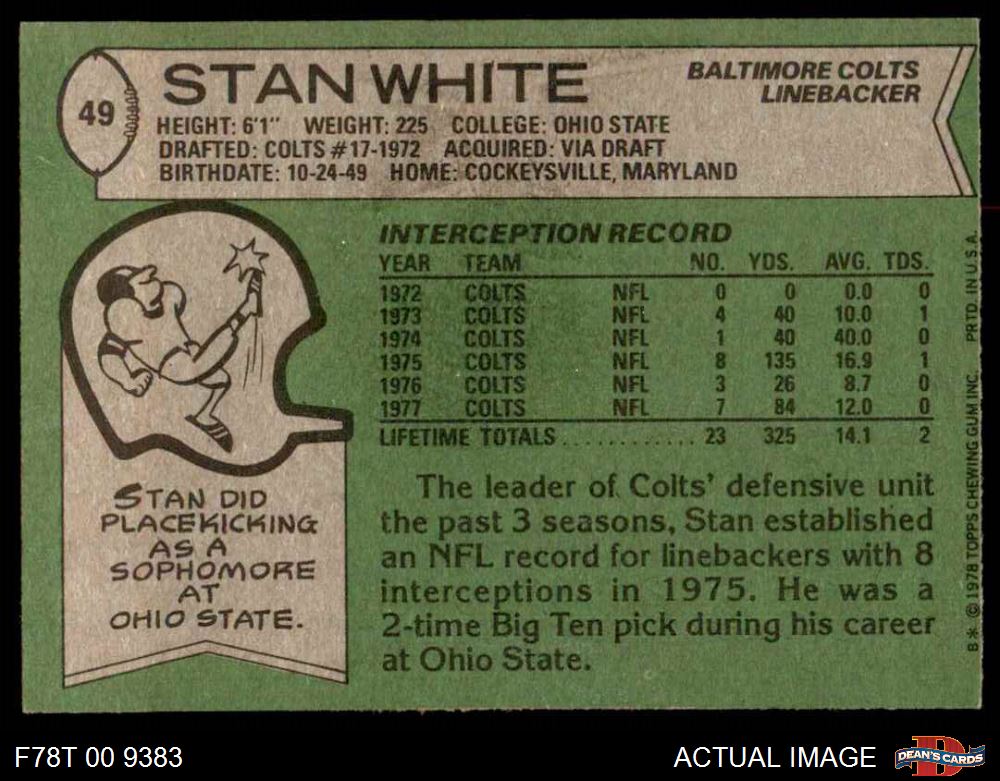 49
STAN WHITE
BALTIMORE COLTS
LINEBACKER
HEIGHT: 6'1" WEIGHT: 225 COLLEGE: OHIO STATE
DRAFTED: COLTS #17-1972 ACQUIRED: VIA DRAFT
BIRTHDATE: 10-24-49 HOME: COCKEYSVILLE, MARYLAND
INTERCEPTION RECORD
YEAR TEAM NO. YDS. AVG. TDS.
1972 COLTS NFL 0 0 0.0 0
1973 COLTS NFL 4 40 10.0 1
1974 COLTS NFL 1 40 40.0 0
1975 COLTS NFL 8 135 16.9 1
1976 COLTS NFL 3 26 8.7 0
1977 COLTS NFL 7 84 12.0 0
LIFETIME TOTALS............ 23 325 14.1 2
STAN DID
PLACEKICKING
AS A
SOPHOMORE
AT
OHIO STATE.
The leader of Colts' defensive unit
the past 3 seasons, Stan established
an NFL record for linebackers with 8
interceptions in 1975. He was a
2-time Big Ten pick during his career
at Ohio State.
B* © 1978 TOPPS CHEWING GUM INC. PRTD. IN U.S.A.
F78T 00 9383
ACTUAL IMAGE
D
DEAN'S CARDS